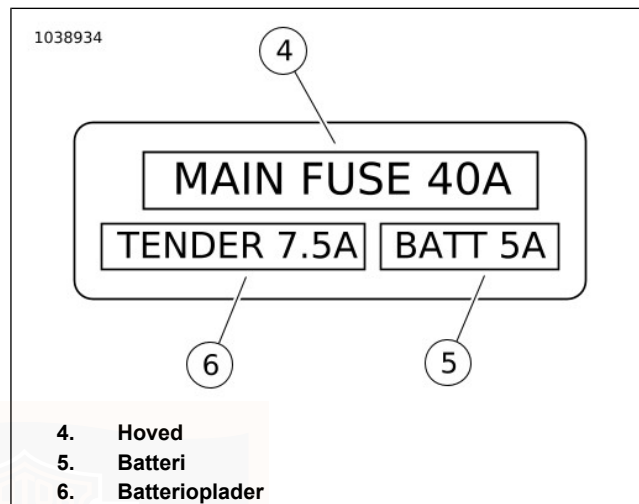 1038934
4
MAIN FUSE 40A
TENDER 7.5A BATT 5A
6 5
4. Hoved
5. Batteri
6. Batterioplader